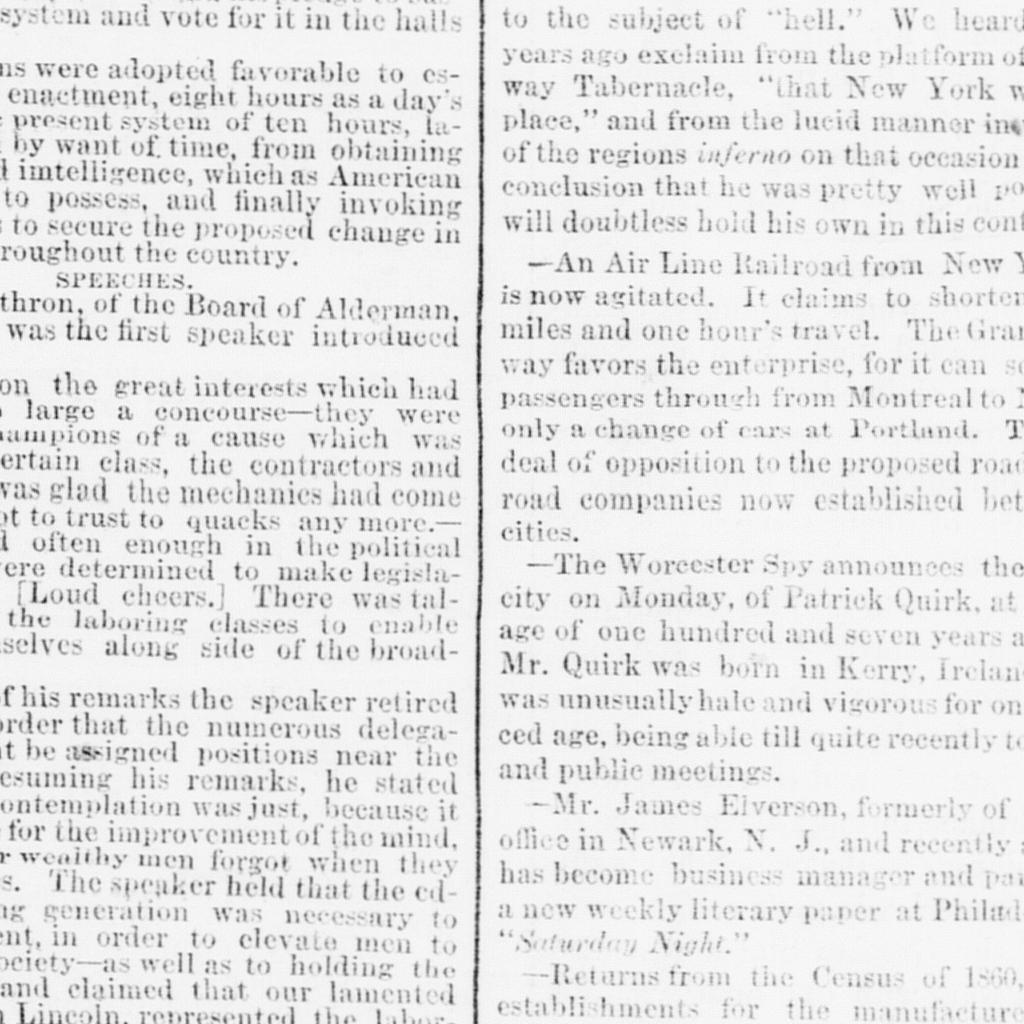 system and vote for it in the halls
ns were adopted favorable to es-
enactment, eight hours as a day's
present system of ten hours, la-
by want of time, from obtaining
imtelligence, which as American
to possess, and finally invoking
to secure the proposed change in
roughout the country.
SPEECHES.
thron, of the Board of Alderman,
was the first speaker introduced
on the great interests which had
large a concourse—they were
hampions of a cause which was
ertain class, the contractors and
was glad the mechanics had come
ot to trust to quacks any more.—
often enough in the political
ere determined to make legisla-
[Loud cheers.] There was tal-
the laboring classes to enable
mselves along side of the broad-
of his remarks the speaker retired
order that the numerous delega-
be assigned positions near the
esuming his remarks, he stated
ontemplation was just, because it
for the improvement of the mind,
r wealthy men forgot when they
s. The speaker held that the ed-
ng generation was necessary to
ent, in order to elevate men to
ociety—as well as to holding the
and claimed that our lamented
Lincoln, represented the labor-
to the subject of "hell." We heard
years ago exclaim from the platform of
way Tabernacle, "that New York w
place," and from the lucid manner in
of the regions inferno on that occasion
conclusion that he was pretty well po
will doubtless hold his own in this cont
—An Air Line Railroad from New Y
is now agitated. It claims to shorten
miles and one hour's travel. The Gran
way favors the enterprise, for it can se
passengers through from Montreal to
only a change of cars at Portland. T
deal of opposition to the proposed road
road companies now established bet
cities.
—The Worcester Spy announces the
city on Monday, of Patrick Quirk, at
age of one hundred and seven years a
Mr. Quirk was born in Kerry, Irelan
was unusually hale and vigorous for on
ced age, being able till quite recently to
and public meetings.
—Mr. James Elverson, formerly of
office in Newark, N. J., and recently
has become business manager and par
a new weekly literary paper at Philad
"Saturday Night."
—Returns from the Census of 1860,
establishments for the manufacture